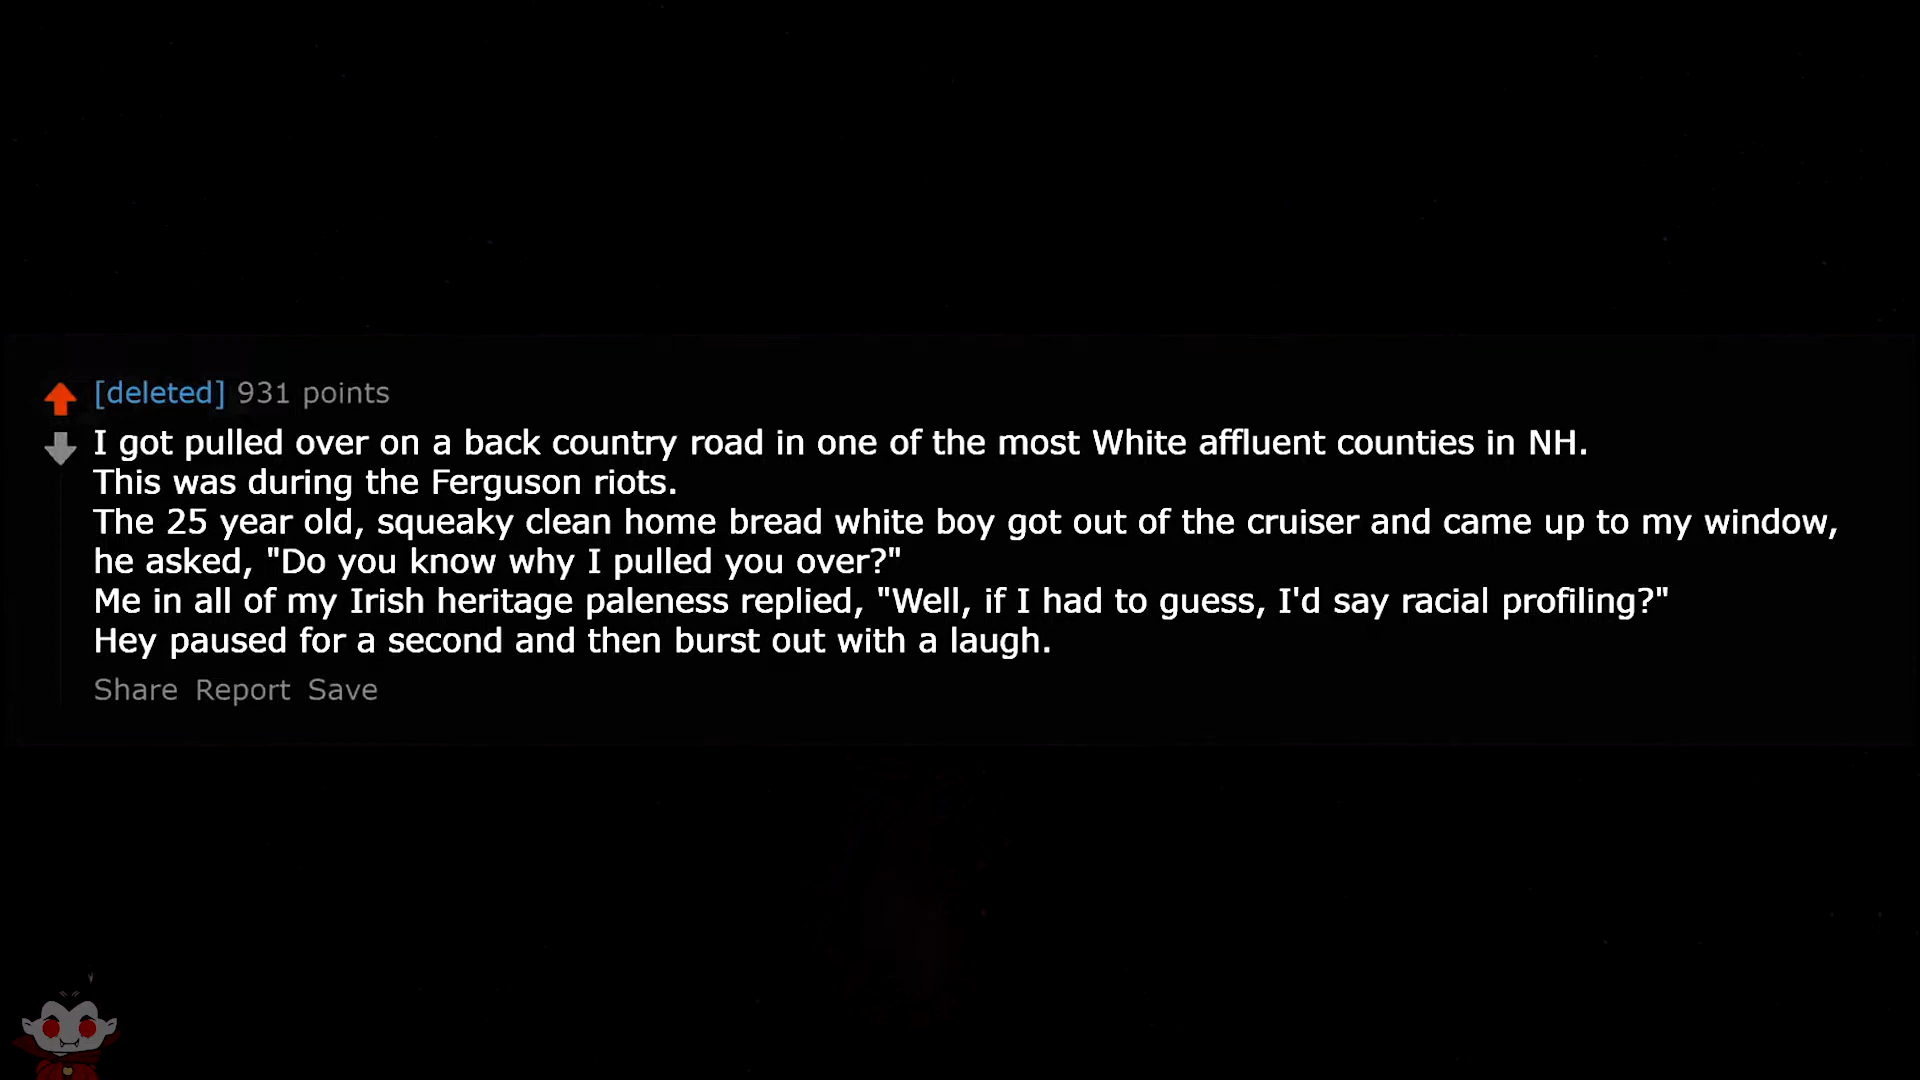 [deleted] 931 points
I got pulled over on a back country road in one of the most White affluent counties in NH.
This was during the Ferguson riots.
The 25 year old, squeaky clean home bread white boy got out of the cruiser and came up to my window,
he asked, "Do you know why I pulled you over?"
Me in all of my Irish heritage paleness replied, "Well, if I had to guess, I'd say racial profiling?"
Hey paused for a second and then burst out with a laugh.
Share Report Save